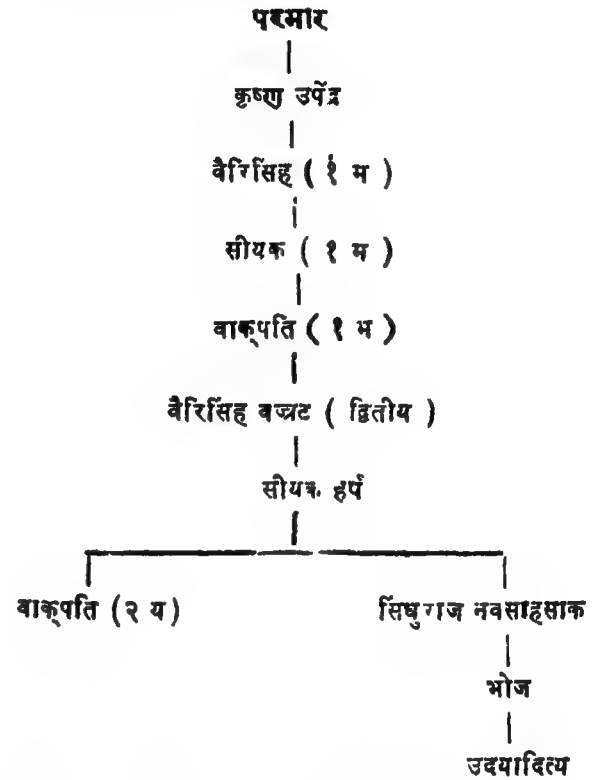 परमार
कृष्ण उपेंद्र
वैरिसिंह ( १ म )
सीयक ( १ म )
वाक्पति ( १ म )
वैरिसिंह वज्रट ( द्वितीय )
सीयक हर्ष
वाक्पति (२ य)
सिंधुराज नवसाहसाक
भोज
उदयादित्य